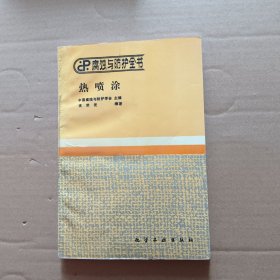 腐蚀与防护全书
热喷涂
中国腐蚀与防护学会 主编
编著
化学工业出版社